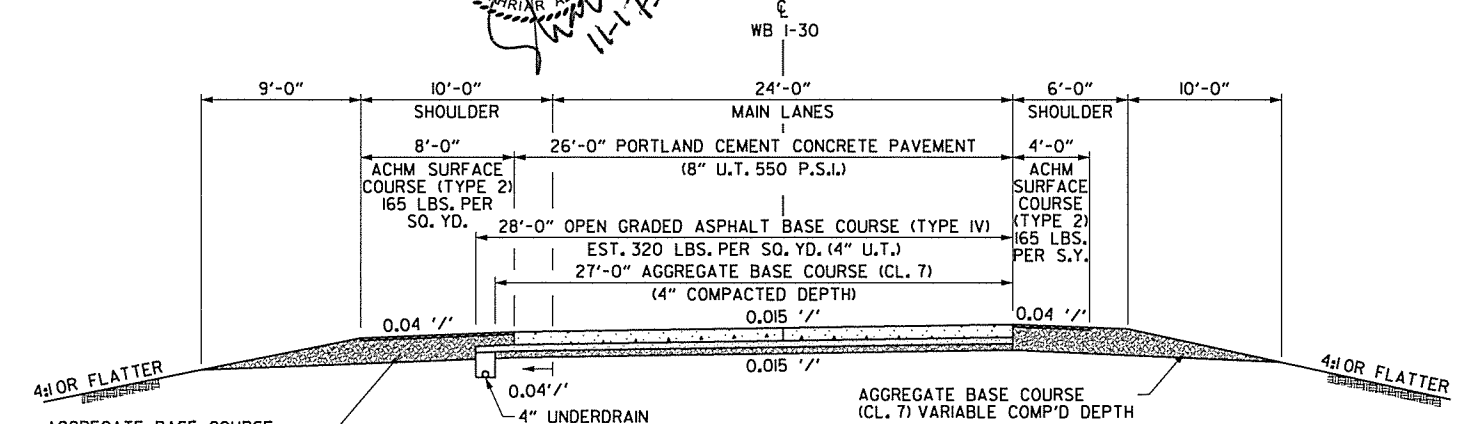 HRIAR
11-1
℄
WB I-30
9'-0" 10'-0" 24'-0" 6'-0" 10'-0"
SHOULDER MAIN LANES SHOULDER
8'-0" 26'-0" PORTLAND CEMENT CONCRETE PAVEMENT 4'-0"
(8" U.T. 550 P.S.I.)
ACHM SURFACE
COURSE (TYPE 2)
165 LBS. PER
SQ. YD.
ACHM
SURFACE
COURSE
(TYPE 2)
165 LBS.
PER S.Y.
28'-0" OPEN GRADED ASPHALT BASE COURSE (TYPE IV)
EST. 320 LBS. PER SQ. YD. (4" U.T.)
27'-0" AGGREGATE BASE COURSE (CL. 7)
(4" COMPACTED DEPTH)
0.04 '/' 0.015 '/' 0.04 '/'
0.015 '/'
4:1 OR FLATTER
4:1 OR FLATTER
0.04'/'
4" UNDERDRAIN
AGGREGATE BASE COURSE
(CL. 7) VARIABLE COMP'D DEPTH
AGGREGATE BASE COURSE